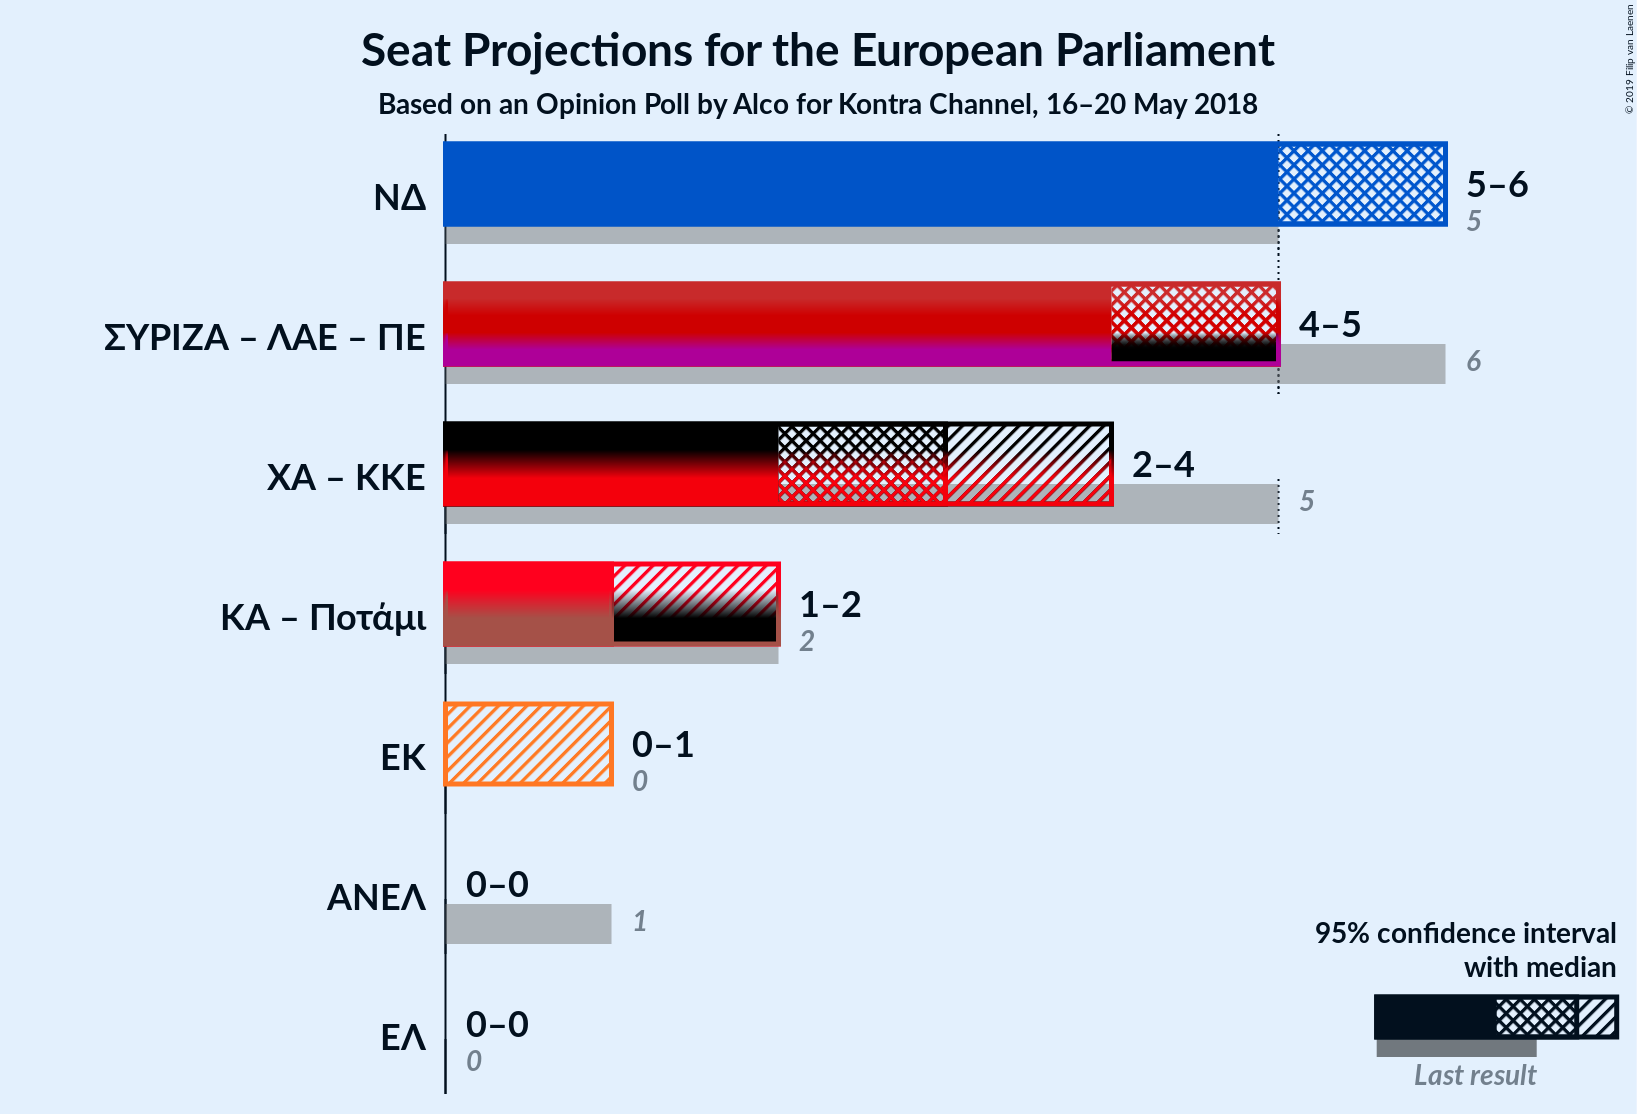 Seat Projections for the European Parliament
Based on an Opinion Poll by Alco for Kontra Channel, 16–20 May 2018
© 2019 Filip van Laenen
ΝΔ
5–6
5
ΣΥΡΙΖΑ – ΛΑΕ – ΠΕ
4–5
6
ΧΑ – ΚΚΕ
2–4
5
ΚΑ – Ποτάμι
1–2
2
ΕΚ
0–1
0
ΑΝΕΛ
0–0
1
ΕΛ
0–0
0
95% confidence interval
with median
Last result